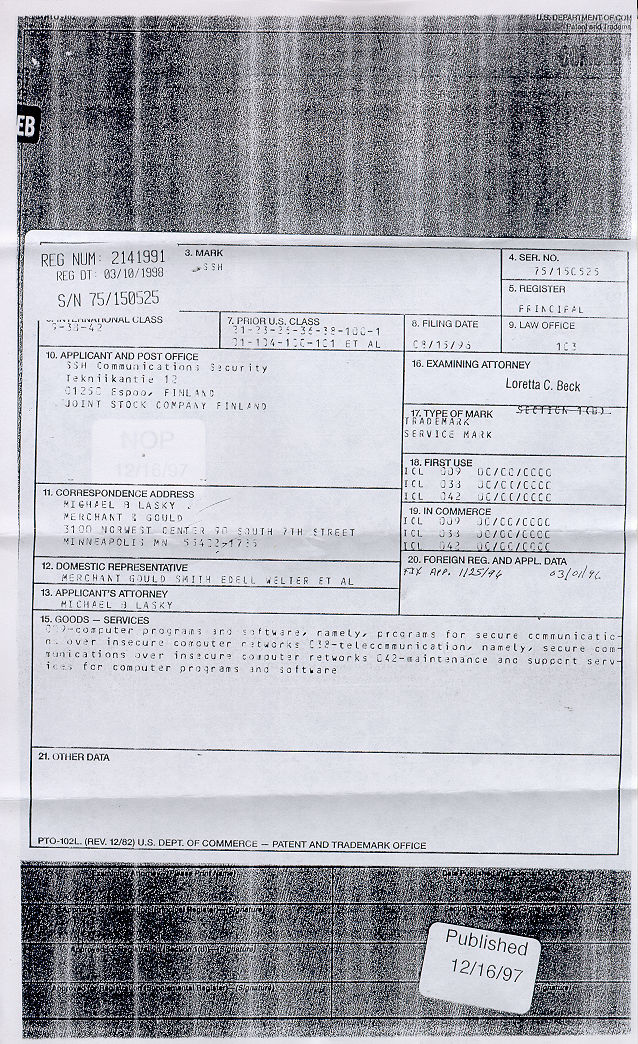 U.S. DEPARTMENT OF COM
Patent and Tradema
EB
REG NUM: 2141991
REG DT: 03/10/1998
S/N 75/150525
3. MARK
SSH
4. SER. NO.
75/150525
5. REGISTER
PRINCIPAL
INTERNATIONAL CLASS
9-38-42
7. PRIOR U.S. CLASS
21-23-26-36-38-100-1
01-104-100-101 ET AL
8. FILING DATE
08/15/96
9. LAW OFFICE
103
10. APPLICANT AND POST OFFICE
SSH Communications Security
Tekniikantie 12
Espoo, FINLAND
JOINT STOCK COMPANY FINLAND
NOP
12/16/97
16. EXAMINING ATTORNEY
Loretta C. Beck
17. TYPE OF MARK SECTION 1(B)
TRADEMARK
SERVICE MARK
18. FIRST USE
ICL 009 00/00/0000
ICL 038 00/00/0000
ICL 042 00/00/0000
11. CORRESPONDENCE ADDRESS
MICHAEL B LASKY
MERCHANT & GOULD
3100 NORWEST CENTER 90 SOUTH 7TH STREET
MINNEAPOLIS MN
19. IN COMMERCE
ICL 009 00/00/0000
ICL 038 00/00/0000
ICL 042 00/00/0000
12. DOMESTIC REPRESENTATIVE
MERCHANT GOULD SMITH EDELL WELTER ET AL
13. APPLICANT'S ATTORNEY
MICHAEL B LASKY
20. FOREIGN REG. AND APPL. DATA
APP. 1/25/96 03/01/96
15. GOODS — SERVICES
009-computer programs and software, namely, programs for secure communicatio-
ns over insecure computer networks 038-telecommunication, namely, secure com-
munications over insecure computer networks 042-maintenance and support serv-
ices for computer programs and software
21. OTHER DATA
PTO-102L. (REV. 12/82) U.S. DEPT. OF COMMERCE — PATENT AND TRADEMARK OFFICE
Published
12/16/97